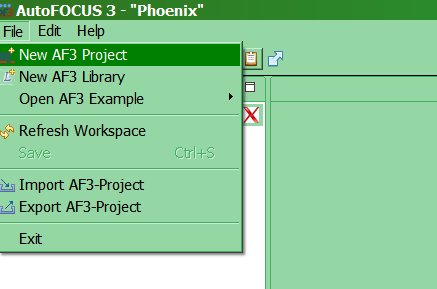 AutoFOCUS 3 - "Phoenix"
File Edit Help
New AF3 Project
New AF3 Library
Open AF3 Example
Refresh Workspace
Save Ctrl+S
Import AF3-Project
Export AF3-Project
Exit